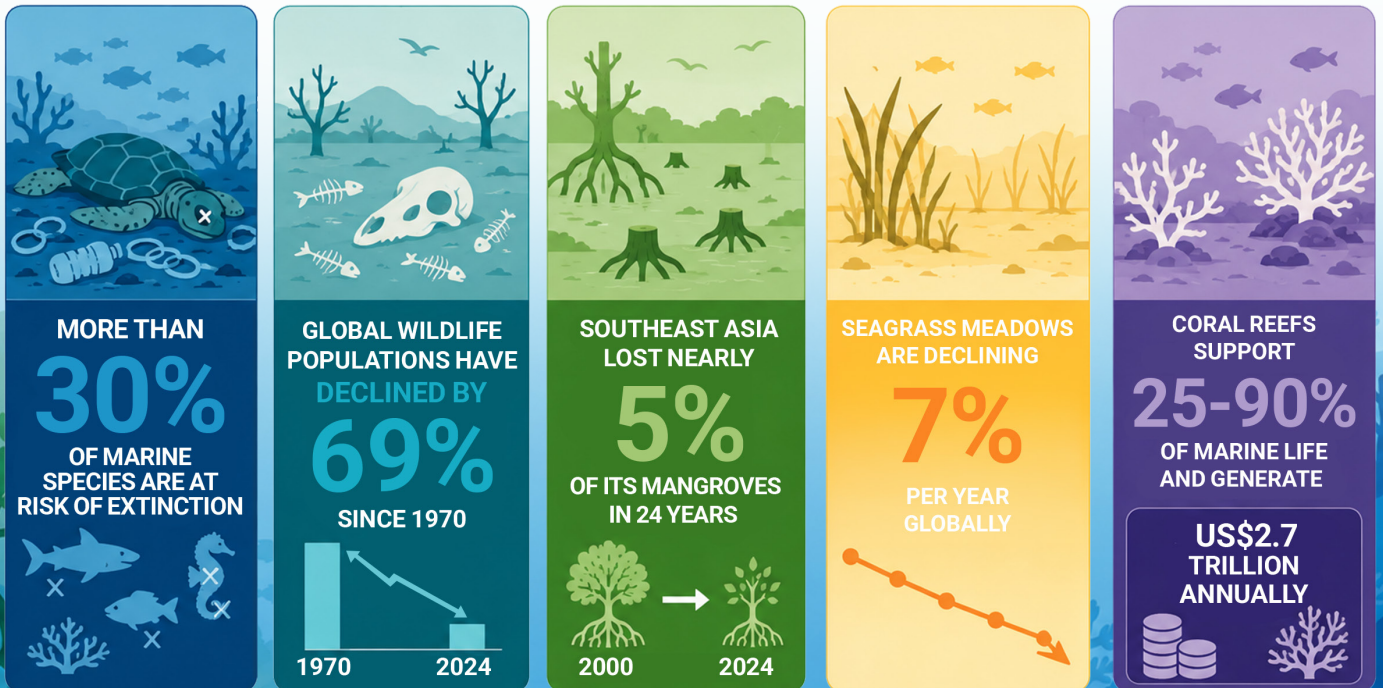 MORE THAN
30%
OF MARINE
SPECIES ARE AT
RISK OF EXTINCTION
GLOBAL WILDLIFE
POPULATIONS HAVE
DECLINED BY
69%
SINCE 1970
1970
2024
SOUTHEAST ASIA
LOST NEARLY
5%
OF ITS MANGROVES
IN 24 YEARS
2000
2024
SEAGRASS MEADOWS
ARE DECLINING
7%
PER YEAR
GLOBALLY
CORAL REEFS
SUPPORT
25-90%
OF MARINE LIFE
AND GENERATE
US$2.7
TRILLION
ANNUALLY